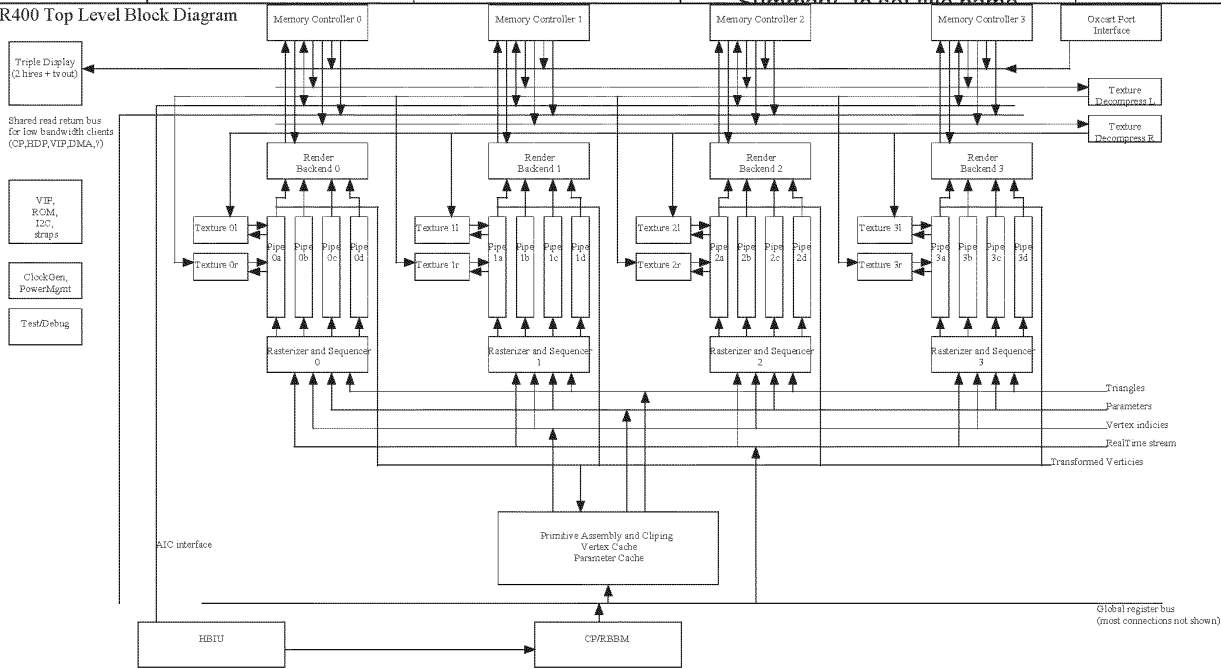 R400 Top Level Block Diagram
Memory Controller 0
Memory Controller 1
Memory Controller 2
Memory Controller 3
Oxcart Port
Interface
Triple Display
(2 hires + tvout)
Texture
Decompress L
Shared read return bus
for low bandwidth clients
(CP,HDP,VIP,DMA,?)
Texture
Decompress R
Render
Backend 0
Render
Backend 1
Render
Backend 2
Render
Backend 3
VIP,
ROM,
I2C,
straps
Texture 0l
Texture 0r
Pipe
0a
Pipe
0b
Pipe
0c
Pipe
0d
Texture 1l
Texture 1r
Pipe
1a
Pipe
1b
Pipe
1c
Pipe
1d
Texture 2l
Texture 2r
Pipe
2a
Pipe
2b
Pipe
2c
Pipe
2d
Texture 3l
Texture 3r
Pipe
3a
Pipe
3b
Pipe
3c
Pipe
3d
ClockGen,
PowerMgmt
Test/Debug
Rasterizer and Sequencer
0
Rasterizer and Sequencer
1
Rasterizer and Sequencer
2
Rasterizer and Sequencer
3
Triangles
Parameters
Vertex indicies
RealTime stream
Transformed Verticies
Primitive Assembly and Cliping
Vertex Cache
Parameter Cache
AIC interface
Global register bus
(most connections not shown)
HBIU
CP/RBBM